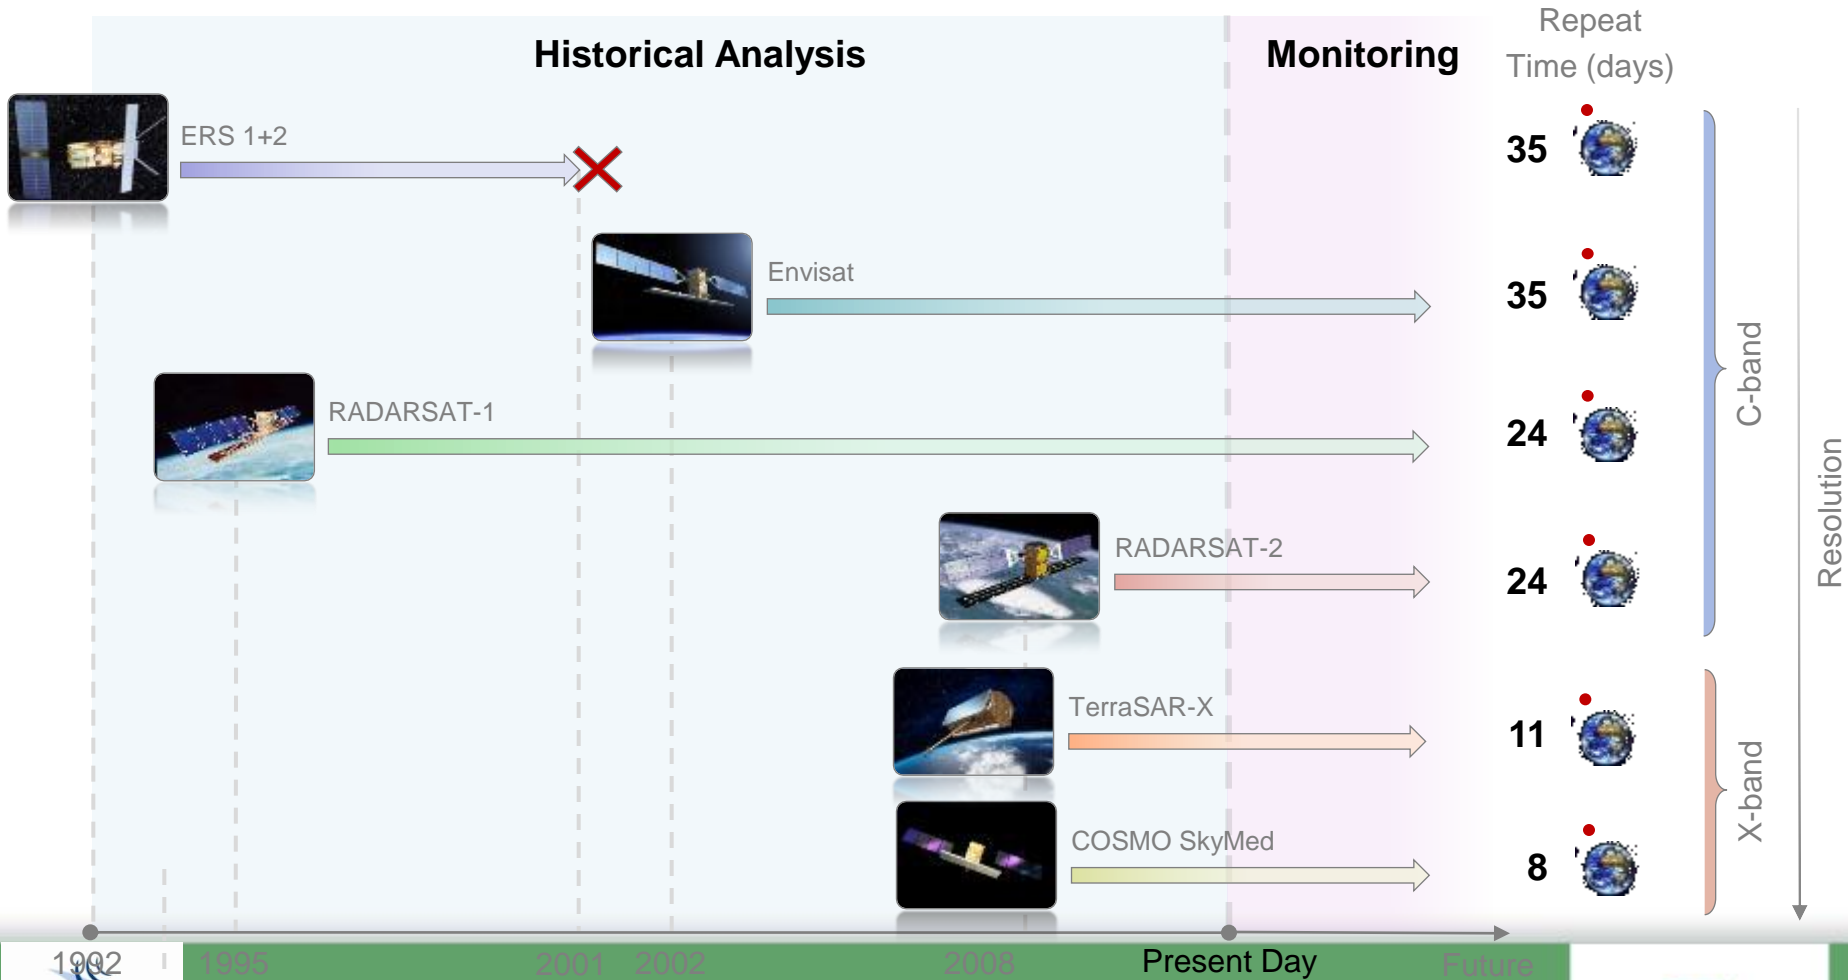 Historical Analysis
Monitoring
Repeat
Time (days)
ERS 1+2
35
Envisat
35
RADARSAT-1
24
RADARSAT-2
24
TerraSAR-X
11
COSMO SkyMed
8
C-band
X-band
Resolution
1992
1995
2001
2002
2008
Present Day
Future